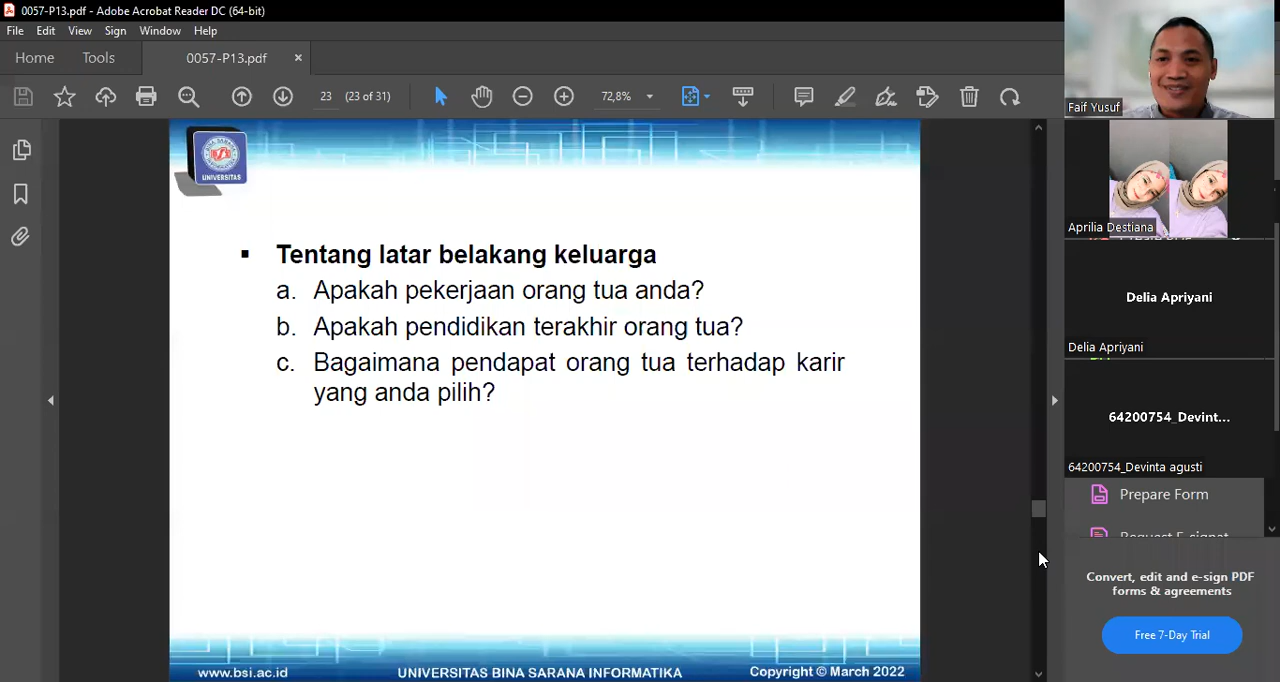 0057-P13.pdf - Adobe Acrobat Reader DC (64-bit)
File Edit View Sign Window Help
Home Tools 0057-P13.pdf ×
23 (23 of 31) 72,8%
UNIVERSITAS
▪ Tentang latar belakang keluarga
a. Apakah pekerjaan orang tua anda?
b. Apakah pendidikan terakhir orang tua?
c. Bagaimana pendapat orang tua terhadap karir
yang anda pilih?
www.bsi.ac.id UNIVERSITAS BINA SARANA INFORMATIKA Copyright © March 2022
Faif Yusuf
Aprilia Destiana
Delia Apriyani
Delia Apriyani
64200754_Devint...
64200754_Devinta agusti
Prepare Form
Convert, edit and e-sign PDF
forms & agreements
Free 7-Day Trial